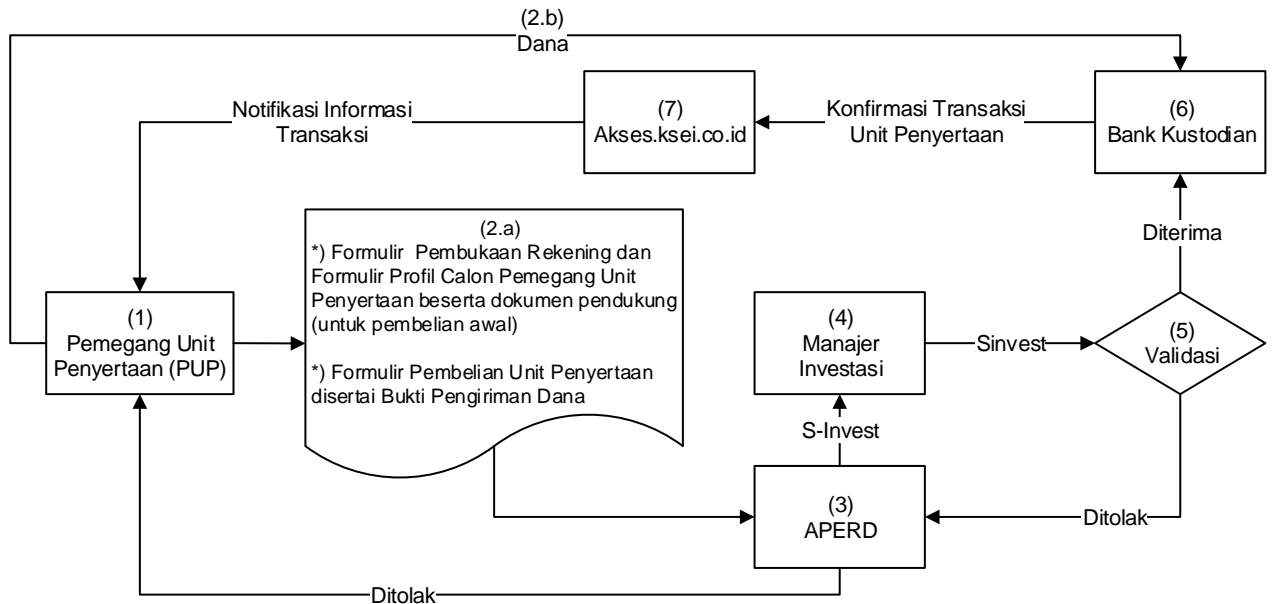 (2.b)
Dana
Notifikasi Informasi
Transaksi
(7)
Akses.ksei.co.id
Konfirmasi Transaksi
Unit Penyertaan
(6)
Bank Kustodian
(2.a)
*) Formulir Pembukaan Rekening dan
Formulir Profil Calon Pemegang Unit
Penyertaan beserta dokumen pendukung
(untuk pembelian awal)
*) Formulir Pembelian Unit Penyertaan
disertai Bukti Pengiriman Dana
Diterima
(1)
Pemegang Unit
Penyertaan (PUP)
(4)
Manajer
Investasi
Sinvest
(5)
Validasi
S-Invest
(3)
APERD
Ditolak
Ditolak